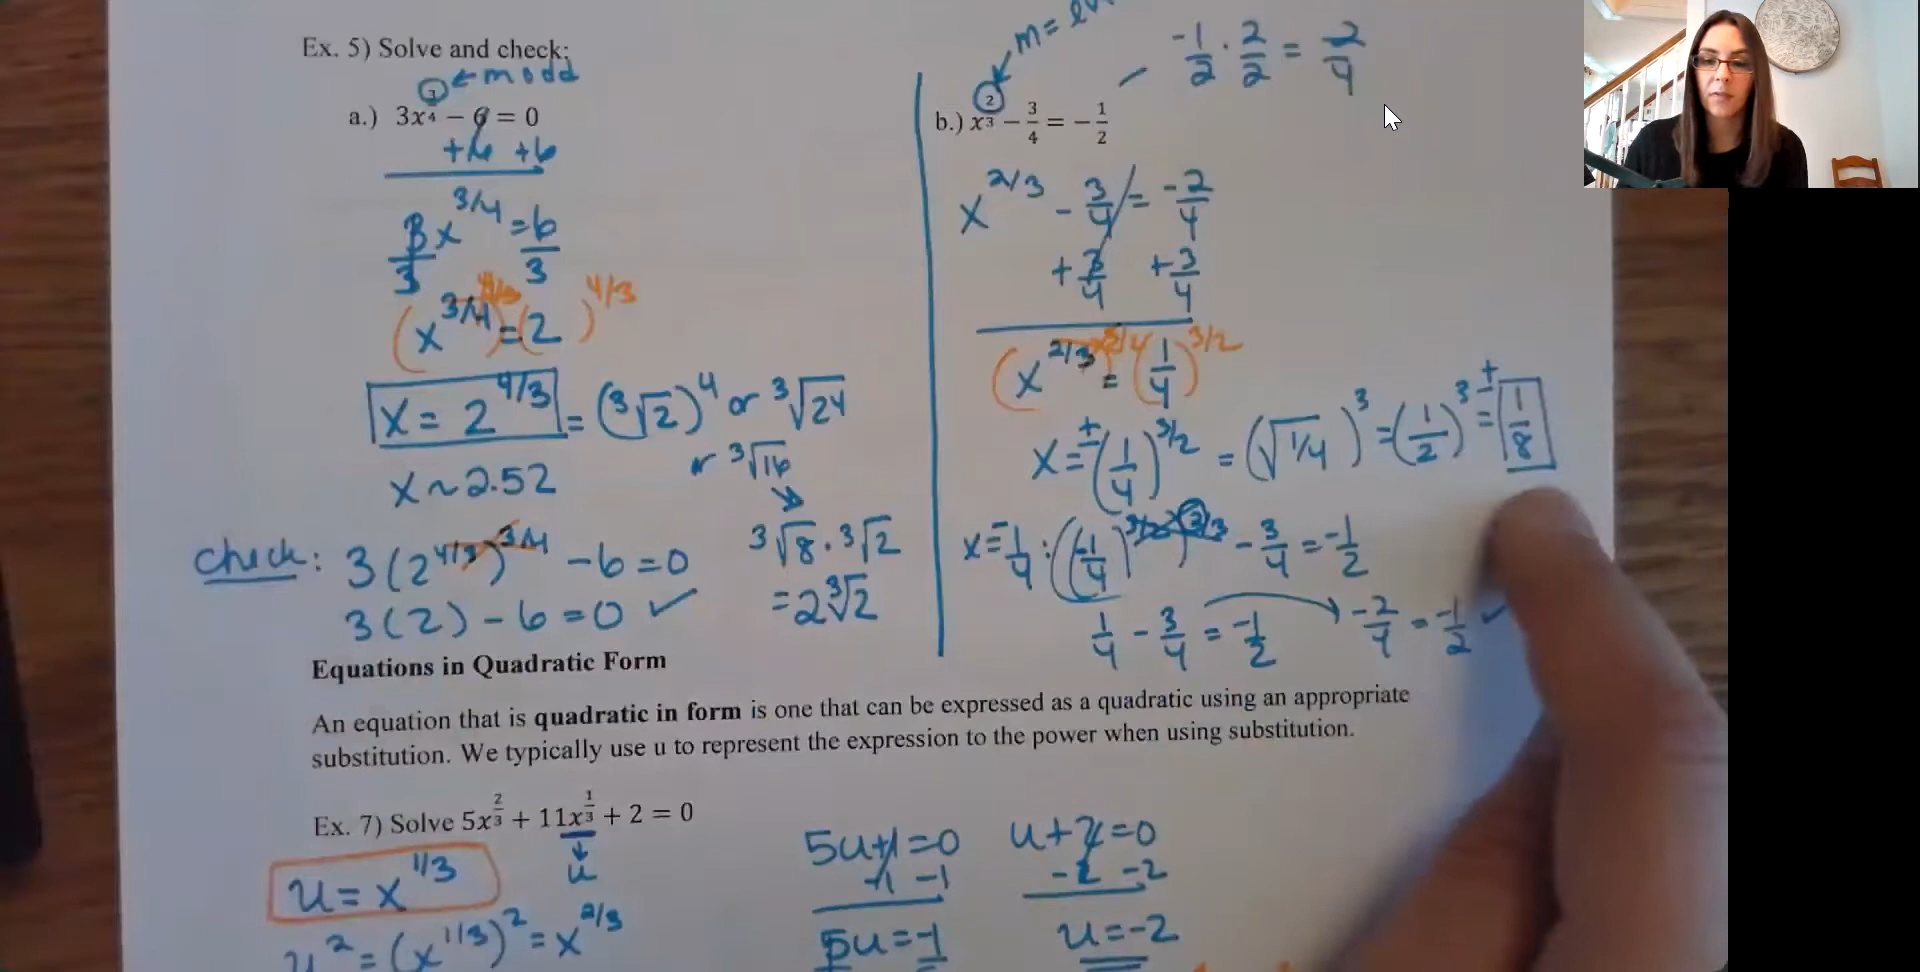 Ex. 5) Solve and check:
3 ← m odd
a.) 3x^{3/4} − 6 = 0
+6 +6
3x^{3/4} = 6
3 3
(x^{3/4})^{4/3} = (2)^{4/3}
x = 2^{4/3} = (∛2)^4 or ∛2^4
or ∛16
x ~ 2.52
∛8 · ∛2
= 2∛2
check: 3(2^{4/3})^{3/4} − 6 = 0
3(2) − 6 = 0 ✓
m =
− -1/2 · 2/2 = 2/4
b.) x^{2/3} − 3/4 = − 1/2
x^{2/3} − 3/4 = -2/4
+ 3/4 + 3/4
(x^{2/3}) = (1/4)^{3/2}
x = ±(1/4)^{3/2} = (√1/4)^3 = (1/2)^3 = ± 1/8
− 3/4 = -1/2
1/4 − 3/4 = -1/2 → -2/4 = -1/2 ✓
Equations in Quadratic Form
An equation that is quadratic in form is one that can be expressed as a quadratic using an appropriate
substitution. We typically use u to represent the expression to the power when using substitution.
Ex. 7) Solve 5x^{2/3} + 11x^{1/3} + 2 = 0
↓
u
u = x^{1/3}
u^2 = (x^{1/3})^2 = x^{2/3}
5u+1=0
-1 -1
5u = -1
u+2=0
-2 -2
u = -2